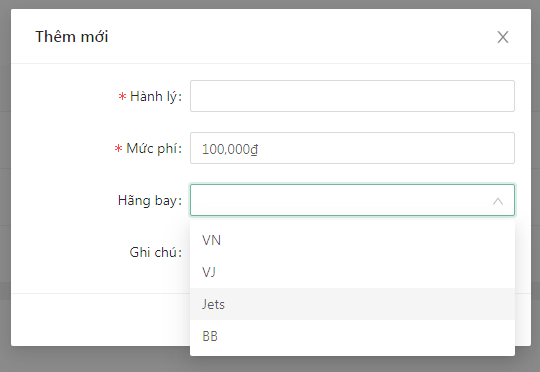 Thêm mới
* Hành lý:
* Mức phí: 100,000₫
Hãng bay:
Ghi chú:
VN
VJ
Jets
BB